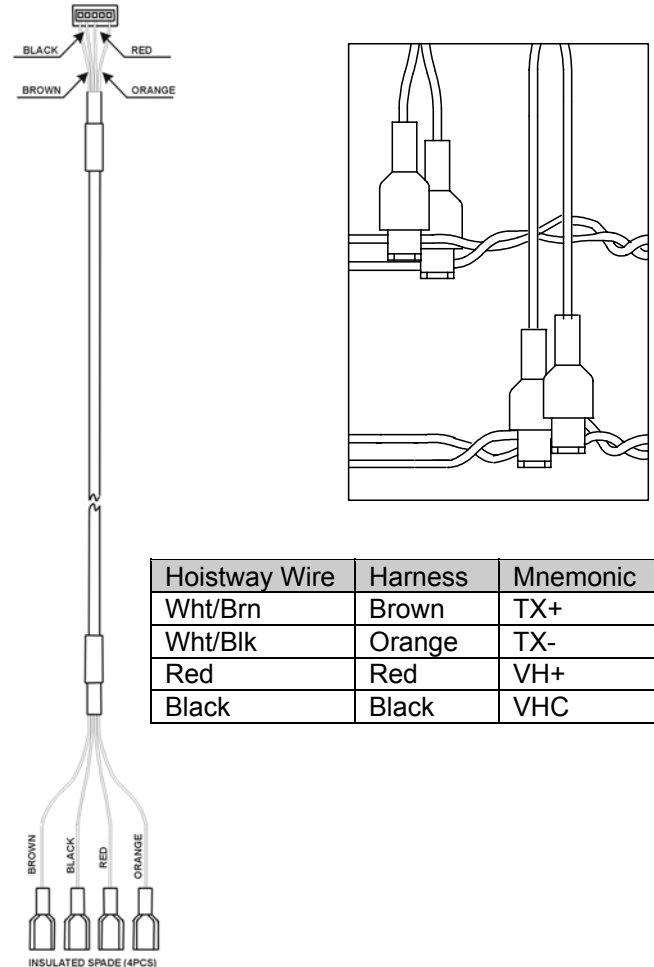 BLACK RED
BROWN ORANGE
Hoistway Wire Harness Mnemonic
Wht/Brn Brown TX+
Wht/Blk Orange TX-
Red Red VH+
Black Black VHC
BROWN BLACK RED ORANGE
INSULATED SPADE (4PCS)